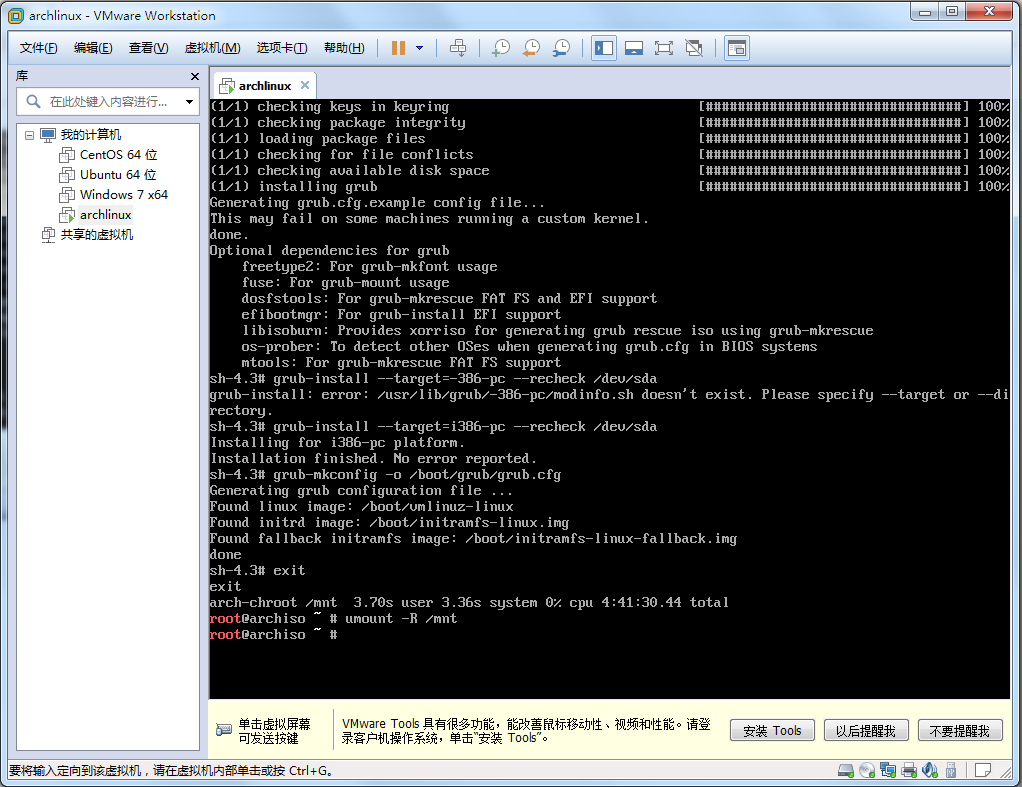 archlinux - VMware Workstation
文件(F) 编辑(E) 查看(V) 虚拟机(M) 选项卡(T) 帮助(H)
库
在此处键入内容进行...
我的计算机
CentOS 64 位
Ubuntu 64 位
Windows 7 x64
archlinux
共享的虚拟机
archlinux
(1/1) checking keys in keyring [################################] 100%
(1/1) checking package integrity [################################] 100%
(1/1) loading package files [################################] 100%
(1/1) checking for file conflicts [################################] 100%
(1/1) checking available disk space [################################] 100%
(1/1) installing grub [################################] 100%
Generating grub.cfg.example config file...
This may fail on some machines running a custom kernel.
done.
Optional dependencies for grub
freetype2: For grub-mkfont usage
fuse: For grub-mount usage
dosfstools: For grub-mkrescue FAT FS and EFI support
efibootmgr: For grub-install EFI support
libisoburn: Provides xorriso for generating grub rescue iso using grub-mkrescue
os-prober: To detect other OSes when generating grub.cfg in BIOS systems
mtools: For grub-mkrescue FAT FS support
sh-4.3# grub-install --target=-386-pc --recheck /dev/sda
grub-install: error: /usr/lib/grub/-386-pc/modinfo.sh doesn't exist. Please specify --target or --di
rectory.
sh-4.3# grub-install --target=i386-pc --recheck /dev/sda
Installing for i386-pc platform.
Installation finished. No error reported.
sh-4.3# grub-mkconfig -o /boot/grub/grub.cfg
Generating grub configuration file ...
Found linux image: /boot/vmlinuz-linux
Found initrd image: /boot/initramfs-linux.img
Found fallback initramfs image: /boot/initramfs-linux-fallback.img
done
sh-4.3# exit
exit
arch-chroot /mnt  3.70s user 3.36s system 0% cpu 4:41:30.44 total
root@archiso ~ # umount -R /mnt
root@archiso ~ #
单击虚拟屏幕
可发送按键
VMware Tools 具有很多功能，能改善鼠标移动性、视频和性能。请登
录客户机操作系统，单击“安装 Tools”。
安装 Tools
以后提醒我
不要提醒我
要将输入定向到该虚拟机，请在虚拟机内部单击或按 Ctrl+G。